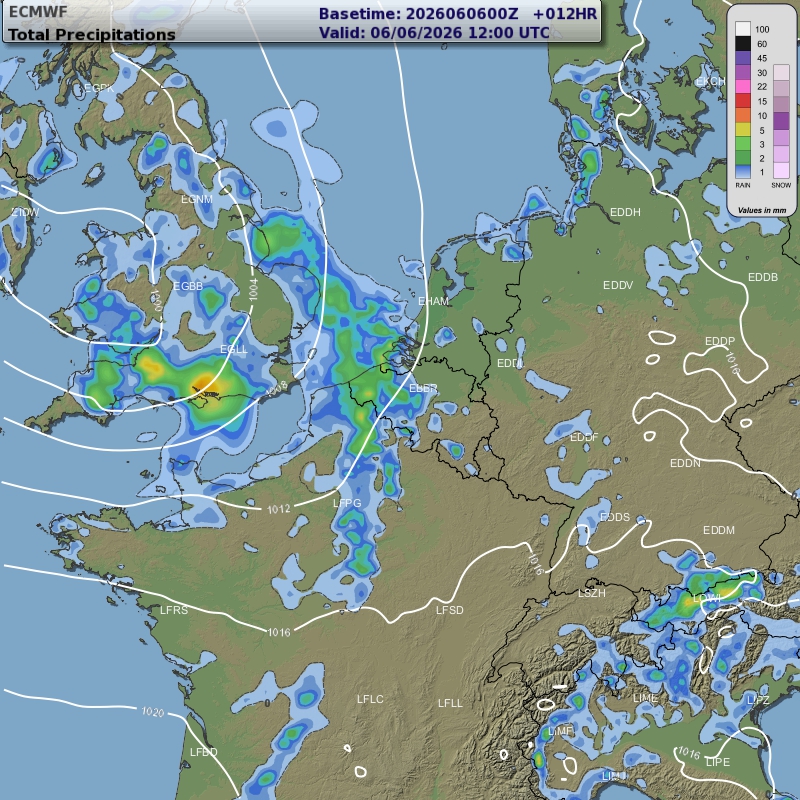 ECMWF
Total Precipitations
Basetime: 2026060600Z +012HR
Valid: 06/06/2026 12:00 UTC
100
60
45
30
22
15
10
5
3
2
1
RAIN SNOW
Values in mm
EGPK
EKCH
EGNM
EIDW
EDDH
EDDB
EGBB
1000
1004
EDDV
EHAM
EGLL
EDDP
1016
1008
EBBR
EDDF
EDDN
1012
LFPG
EDDS
EDDM
1016
LSZH
LOWI
LFRS
LFSD
1016
LFLC
LFLL
LIME
LIPZ
1020
LIMF
LFBD
1016
LIPE